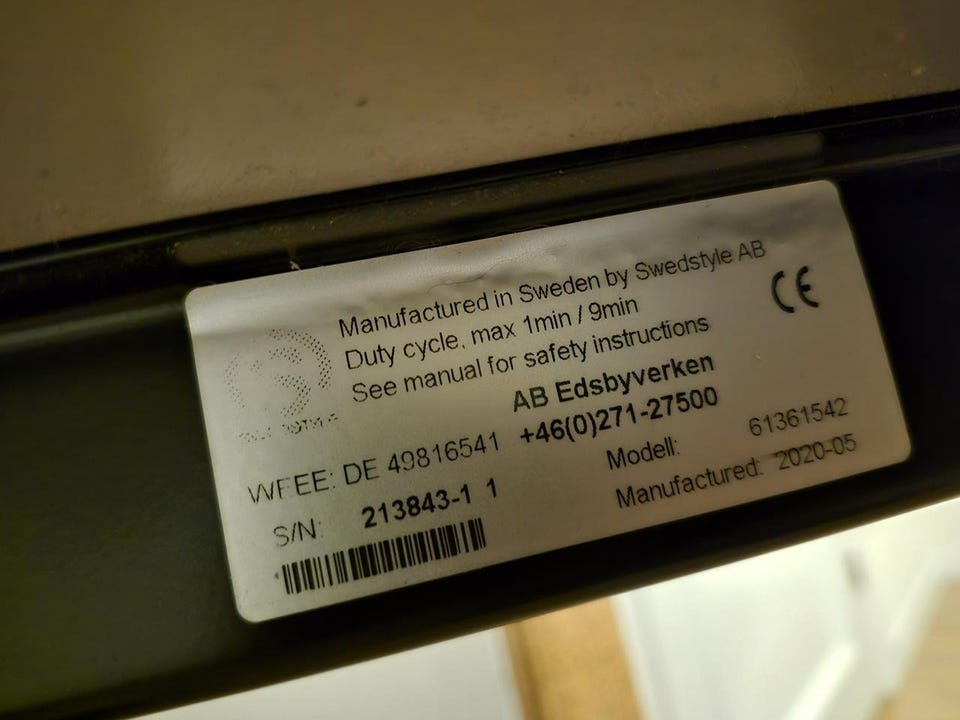 Manufactured in Sweden by Swedstyle AB
Duty cycle, max 1min / 9min
See manual for safety instructions
CE
AB Edsbyverken
+46(0)271-27500
WEEE: DE 49816541
Modell: 61361542
S/N: 213843-1 1
Manufactured: 2020-05